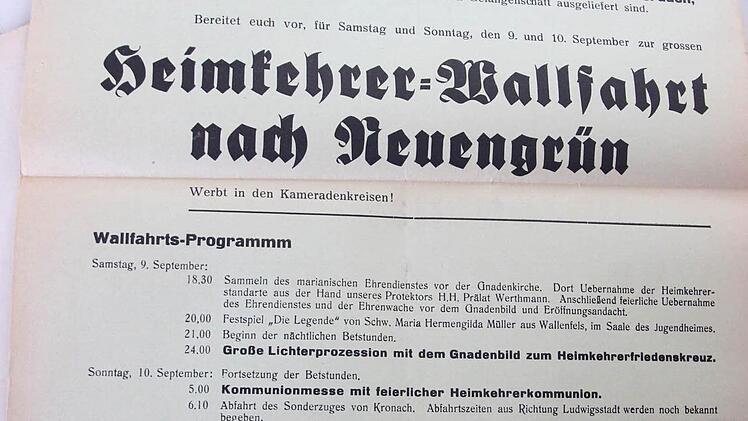 Gefangenschaft ausgeliefert sind.
Bereitet euch vor, für Samstag und Sonntag, den 9. und 10. September zur grossen
Heimkehrer=Wallfahrt
nach Neuengrün
Werbt in den Kameradenkreisen!
Wallfahrts-Programmm
Samstag, 9. September:
18,30 Sammeln des marianischen Ehrendienstes vor der Gnadenkirche. Dort Uebernahme der Heimkehrer-
standarte aus der Hand unseres Protektors H.H. Prälat Werthmann. Anschließend feierliche Uebernahme
des Ehrendienstes und der Ehrenwache vor dem Gnadenbild und Eröffnungsandacht.
20,00 Festspiel „Die Legende" von Schw. Maria Hermengilda Müller aus Wallenfels, im Saale des Jugendheimes.
21,00 Beginn der nächtlichen Betstunden.
24.00 Große Lichterprozession mit dem Gnadenbild zum Heimkehrerfriedenskreuz.
Sonntag, 10. September: Fortsetzung der Betstunden.
5.00 Kommunionmesse mit feierlicher Heimkehrerkommunion.
6.10 Abfahrt des Sonderzuges von Kronach. Abfahrtszeiten aus Richtung Ludwigsstadt werden noch bekannt
begeben.